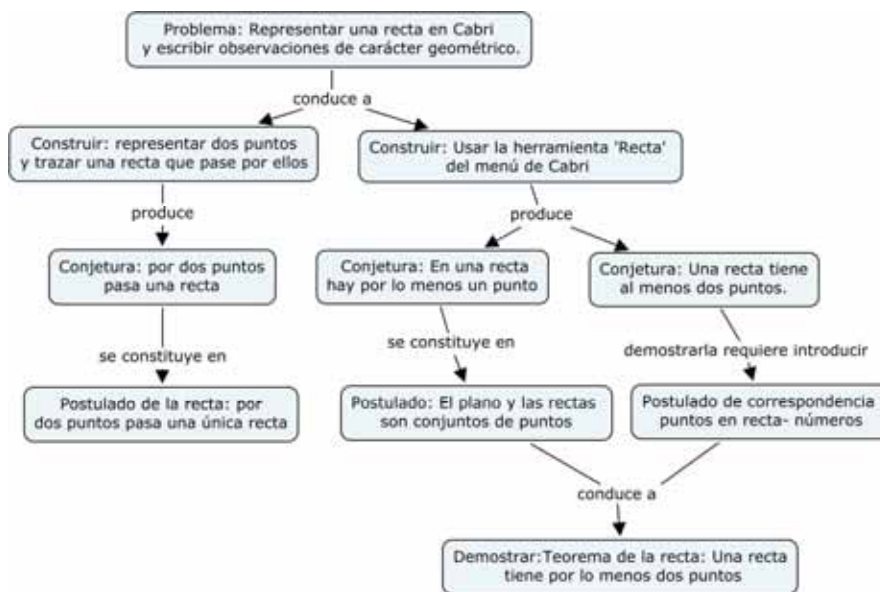 Problema: Representar una recta en Cabri
y escribir observaciones de carácter geométrico.
conduce a
Construir: representar dos puntos
y trazar una recta que pase por ellos
Construir: Usar la herramienta 'Recta'
del menú de Cabri
produce
produce
Conjetura: por dos puntos
pasa una recta
Conjetura: En una recta
hay por lo menos un punto
Conjetura: Una recta tiene
al menos dos puntos.
se constituye en
se constituye en
demostrarla requiere introducir
Postulado de la recta: por
dos puntos pasa una única recta
Postulado: El plano y las rectas
son conjuntos de puntos
Postulado de correspondencia
puntos en recta- números
conduce a
Demostrar:Teorema de la recta: Una recta
tiene por lo menos dos puntos